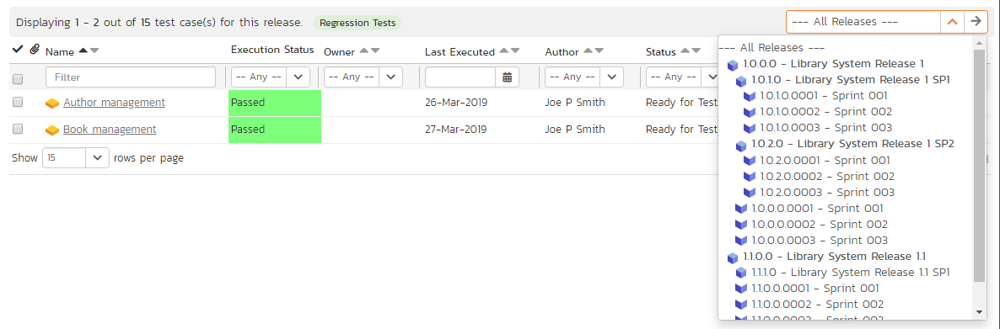 Displaying 1 - 2 out of 15 test case(s) for this release. Regression Tests
--- All Releases ---
Name Execution Status Owner Last Executed Author Status
Filter -- Any -- -- Any -- -- Any -- -- Any --
Author management Passed 26-Mar-2019 Joe P Smith Ready for Test
Book management Passed 27-Mar-2019 Joe P Smith Ready for Test
Show 15 rows per page
--- All Releases ---
1.0.0.0 - Library System Release 1
1.0.1.0 - Library System Release 1 SP1
1.0.1.0.0001 - Sprint 001
1.0.1.0.0002 - Sprint 002
1.0.1.0.0003 - Sprint 003
1.0.2.0 - Library System Release 1 SP2
1.0.2.0.0001 - Sprint 001
1.0.2.0.0002 - Sprint 002
1.0.2.0.0003 - Sprint 003
1.0.0.0.0001 - Sprint 001
1.0.0.0.0002 - Sprint 002
1.0.0.0.0003 - Sprint 003
1.1.0.0 - Library System Release 1.1
1.1.1.0 - Library System Release 1.1 SP1
1.1.0.0.0001 - Sprint 001
1.1.0.0.0002 - Sprint 002